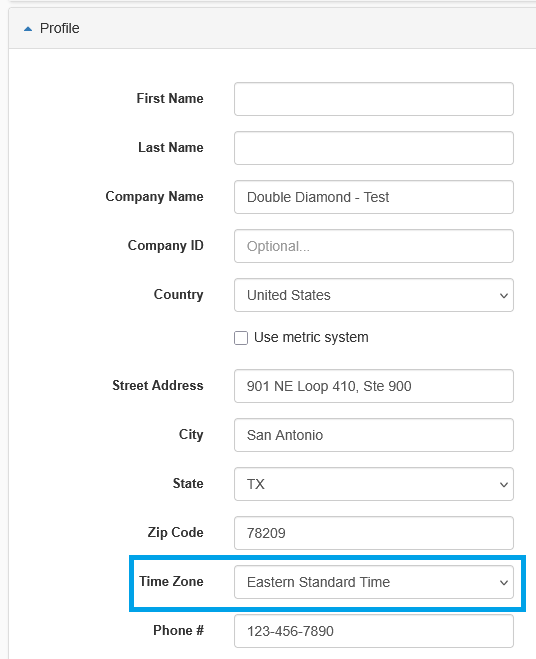 Profile
First Name
Last Name
Company Name Double Diamond - Test
Company ID Optional...
Country United States
Use metric system
Street Address 901 NE Loop 410, Ste 900
City San Antonio
State TX
Zip Code 78209
Time Zone Eastern Standard Time
Phone # 123-456-7890